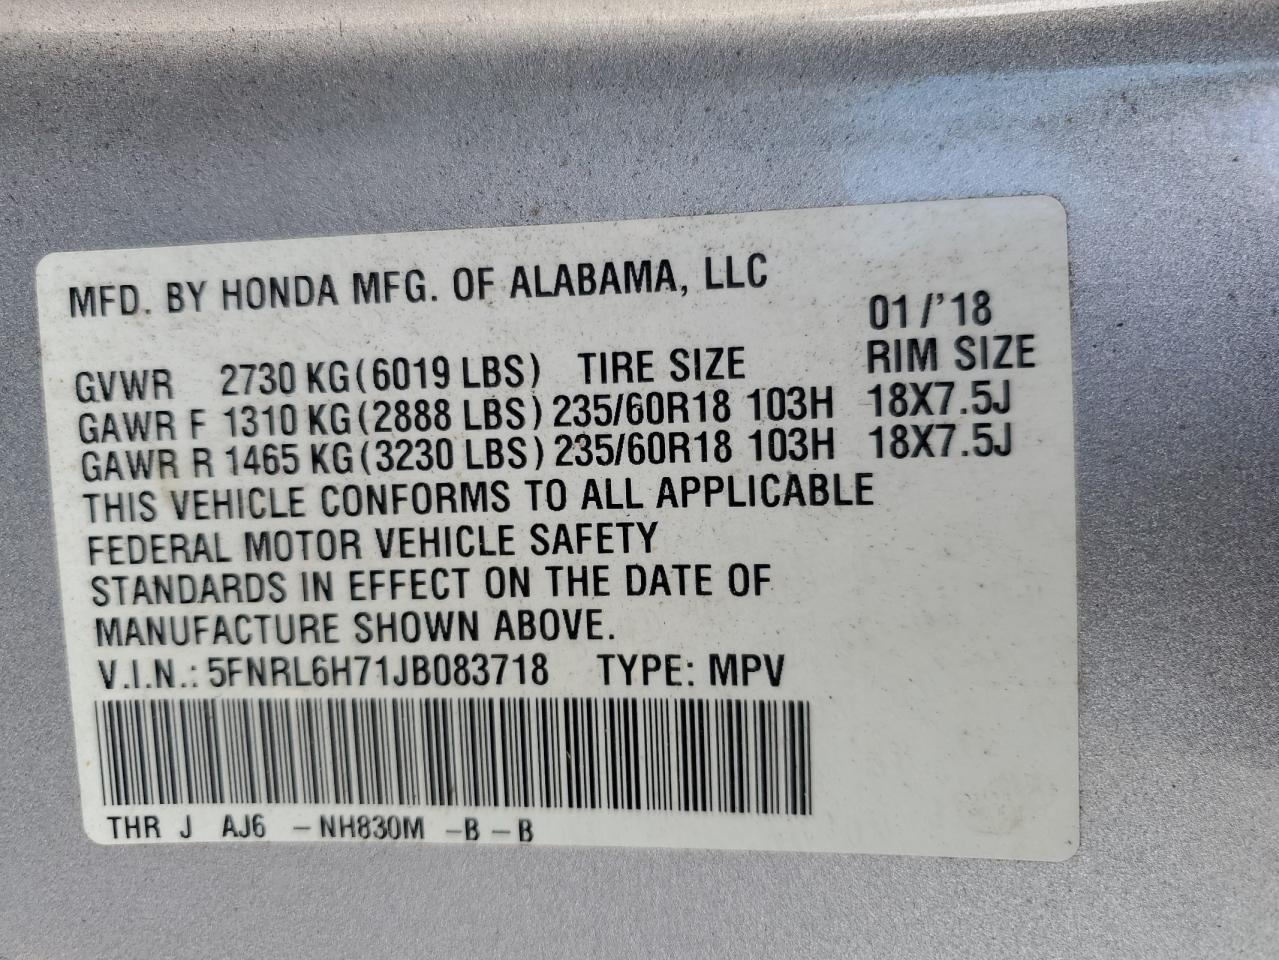 MFD. BY HONDA MFG. OF ALABAMA, LLC
01/'18
GVWR 2730 KG(6019 LBS) TIRE SIZE RIM SIZE
GAWR F 1310 KG(2888 LBS) 235/60R18 103H 18X7.5J
GAWR R 1465 KG(3230 LBS) 235/60R18 103H 18X7.5J
THIS VEHICLE CONFORMS TO ALL APPLICABLE
FEDERAL MOTOR VEHICLE SAFETY
STANDARDS IN EFFECT ON THE DATE OF
MANUFACTURE SHOWN ABOVE.
V.I.N.: 5FNRL6H71JB083718 TYPE: MPV
THR J AJ6 -NH830M -B -B